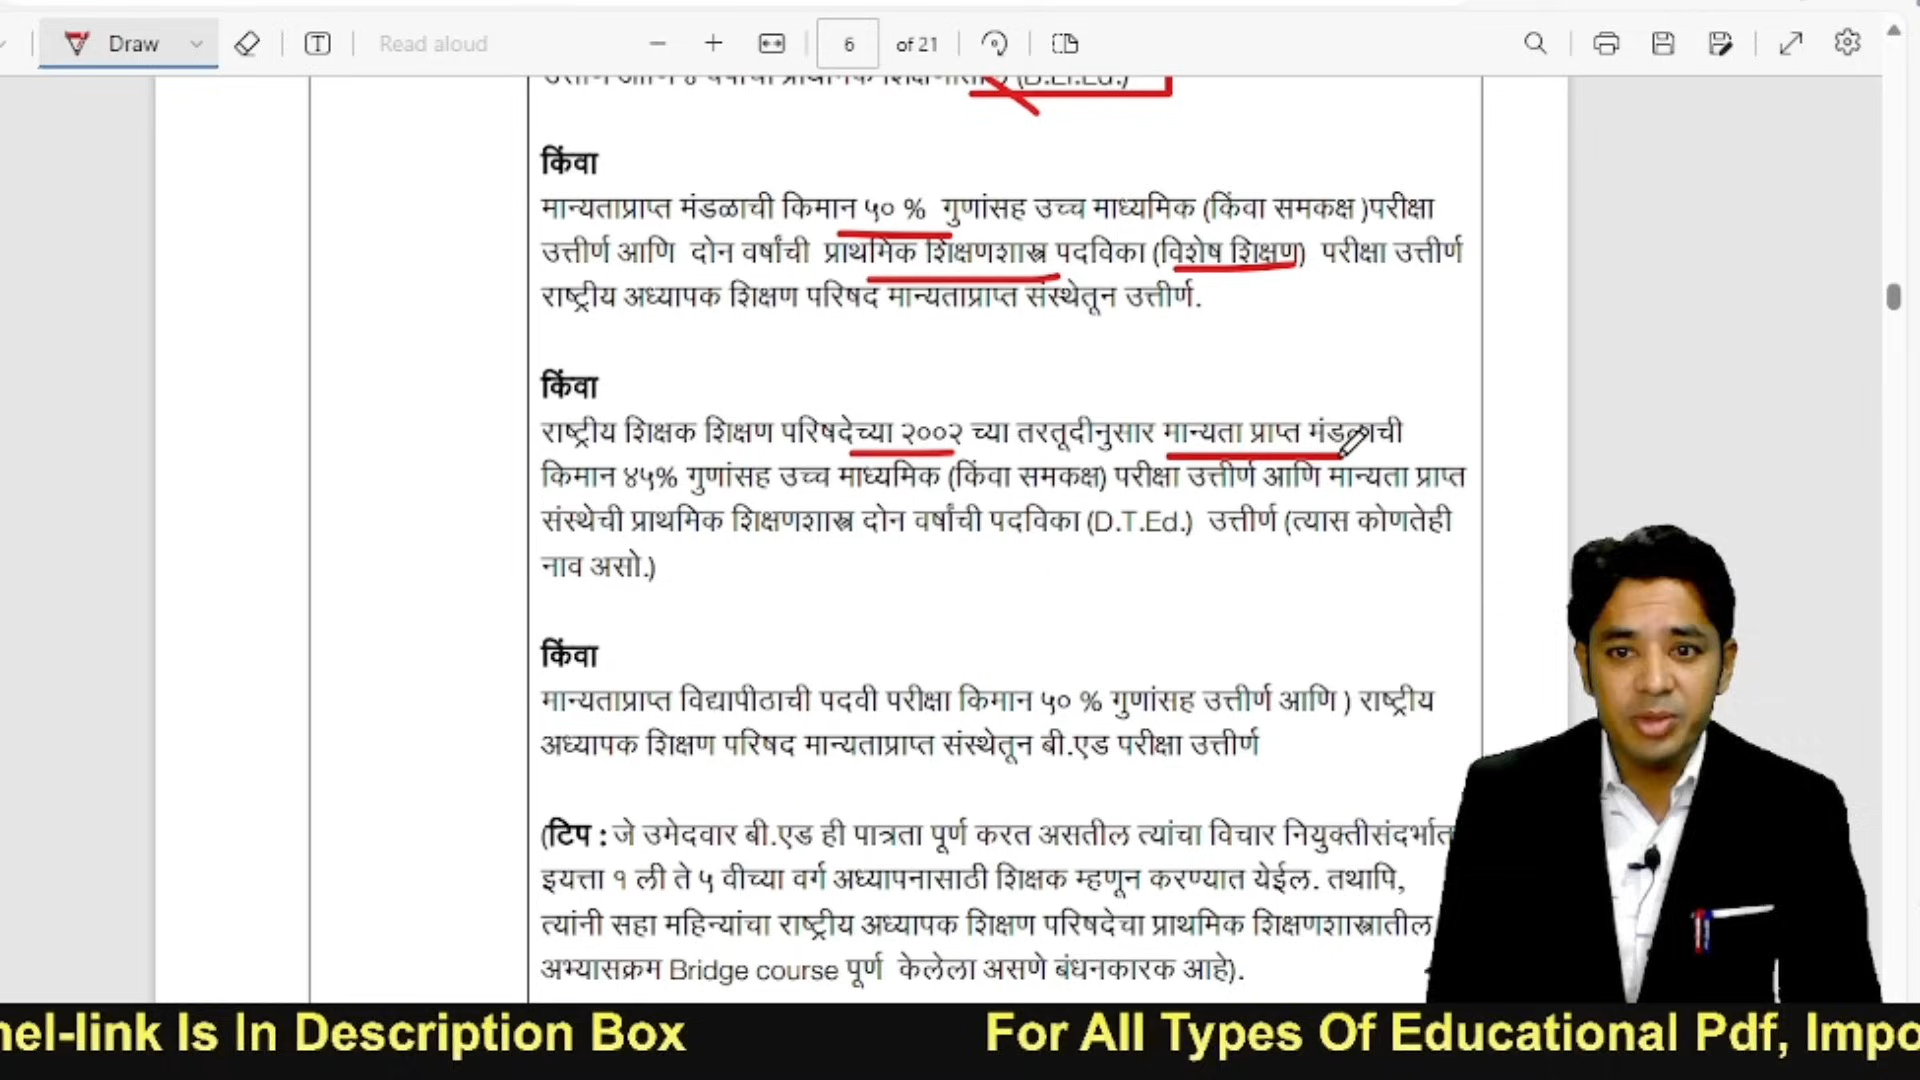 Draw
Read aloud
6 of 21
(D.El.Ed.)
किंवा
मान्यताप्राप्त मंडळाची किमान ५० % गुणांसह उच्च माध्यमिक (किंवा समकक्ष )परीक्षा
उत्तीर्ण आणि दोन वर्षांची प्राथमिक शिक्षणशास्त्र पदविका (विशेष शिक्षण) परीक्षा उत्तीर्ण
राष्ट्रीय अध्यापक शिक्षण परिषद मान्यताप्राप्त संस्थेतून उत्तीर्ण.
किंवा
राष्ट्रीय शिक्षक शिक्षण परिषदेच्या २००२ च्या तरतूदीनुसार मान्यता प्राप्त मंडळाची
किमान ४५% गुणांसह उच्च माध्यमिक (किंवा समकक्ष) परीक्षा उत्तीर्ण आणि मान्यता प्राप्त
संस्थेची प्राथमिक शिक्षणशास्त्र दोन वर्षांची पदविका (D.T.Ed.) उत्तीर्ण (त्यास कोणतेही
नाव असो.)
किंवा
मान्यताप्राप्त विद्यापीठाची पदवी परीक्षा किमान ५० % गुणांसह उत्तीर्ण आणि ) राष्ट्रीय
अध्यापक शिक्षण परिषद मान्यताप्राप्त संस्थेतून बी.एड परीक्षा उत्तीर्ण
(टिप : जे उमेदवार बी.एड ही पात्रता पूर्ण करत असतील त्यांचा विचार नियुक्तीसंदर्भात
इयत्ता १ ली ते ५ वीच्या वर्ग अध्यापनासाठी शिक्षक म्हणून करण्यात येईल. तथापि,
त्यांनी सहा महिन्यांचा राष्ट्रीय अध्यापक शिक्षण परिषदेचा प्राथमिक शिक्षणशास्त्रातील
अभ्यासक्रम Bridge course पूर्ण केलेला असणे बंधनकारक आहे).
nel-link Is In Description Box For All Types Of Educational Pdf, Impo